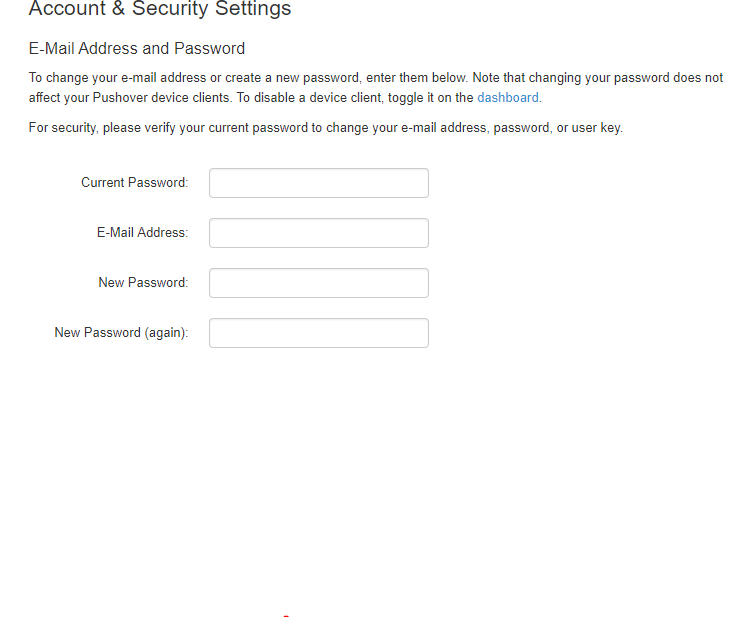 Account & Security Settings
E-Mail Address and Password
To change your e-mail address or create a new password, enter them below. Note that changing your password does not
affect your Pushover device clients. To disable a device client, toggle it on the dashboard.
For security, please verify your current password to change your e-mail address, password, or user key.
Current Password:
E-Mail Address:
New Password:
New Password (again):
-